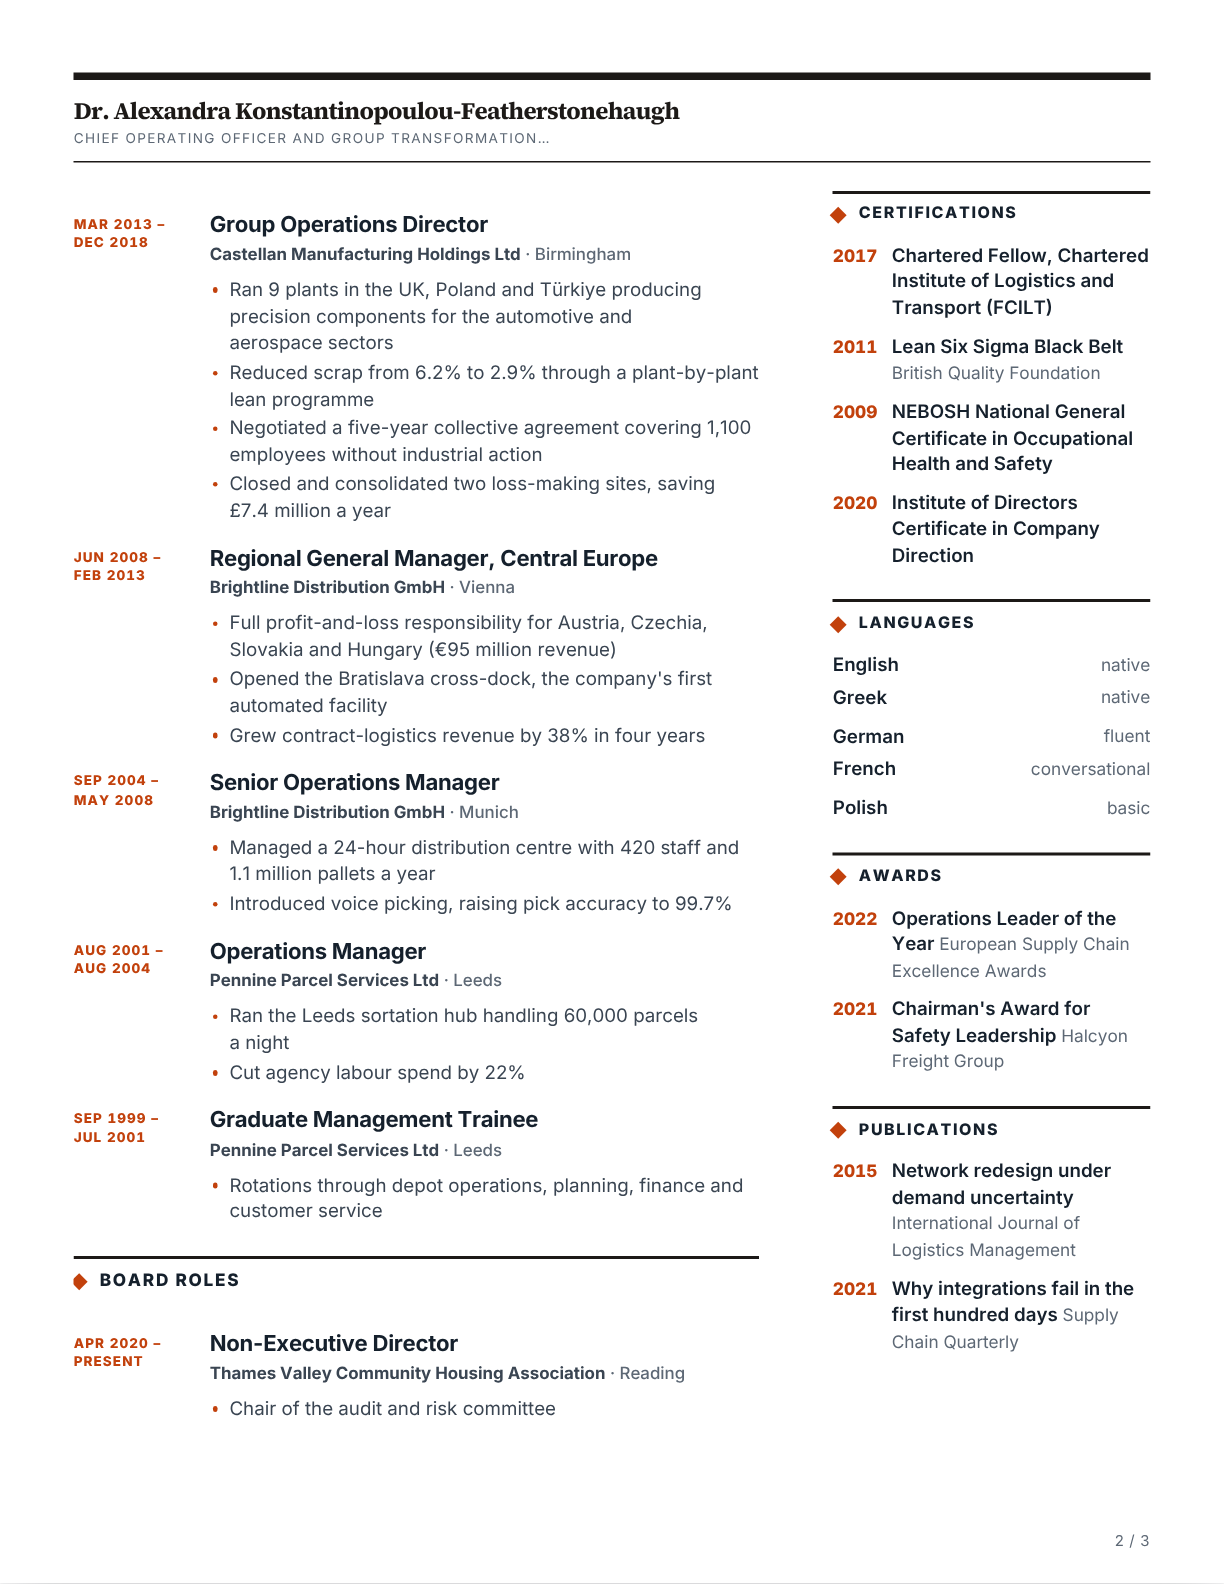 Dr. Alexandra Konstantinopoulou-Featherstonehaugh
CHIEF OPERATING OFFICER AND GROUP TRANSFORMATION…
MAR 2013 –
DEC 2018
Group Operations Director
Castellan Manufacturing Holdings Ltd · Birmingham
• Ran 9 plants in the UK, Poland and Türkiye producing
precision components for the automotive and
aerospace sectors
• Reduced scrap from 6.2% to 2.9% through a plant-by-plant
lean programme
• Negotiated a five-year collective agreement covering 1,100
employees without industrial action
• Closed and consolidated two loss-making sites, saving
£7.4 million a year
JUN 2008 –
FEB 2013
Regional General Manager, Central Europe
Brightline Distribution GmbH · Vienna
• Full profit-and-loss responsibility for Austria, Czechia,
Slovakia and Hungary (€95 million revenue)
• Opened the Bratislava cross-dock, the company's first
automated facility
• Grew contract-logistics revenue by 38% in four years
SEP 2004 –
MAY 2008
Senior Operations Manager
Brightline Distribution GmbH · Munich
• Managed a 24-hour distribution centre with 420 staff and
1.1 million pallets a year
• Introduced voice picking, raising pick accuracy to 99.7%
AUG 2001 –
AUG 2004
Operations Manager
Pennine Parcel Services Ltd · Leeds
• Ran the Leeds sortation hub handling 60,000 parcels
a night
• Cut agency labour spend by 22%
SEP 1999 –
JUL 2001
Graduate Management Trainee
Pennine Parcel Services Ltd · Leeds
• Rotations through depot operations, planning, finance and
customer service
BOARD ROLES
APR 2020 –
PRESENT
Non-Executive Director
Thames Valley Community Housing Association · Reading
• Chair of the audit and risk committee
CERTIFICATIONS
2017 Chartered Fellow, Chartered
Institute of Logistics and
Transport (FCILT)
2011 Lean Six Sigma Black Belt
British Quality Foundation
2009 NEBOSH National General
Certificate in Occupational
Health and Safety
2020 Institute of Directors
Certificate in Company
Direction
LANGUAGES
English native
Greek native
German fluent
French conversational
Polish basic
AWARDS
2022 Operations Leader of the
Year European Supply Chain
Excellence Awards
2021 Chairman's Award for
Safety Leadership Halcyon
Freight Group
PUBLICATIONS
2015 Network redesign under
demand uncertainty
International Journal of
Logistics Management
2021 Why integrations fail in the
first hundred days Supply
Chain Quarterly
2 / 3